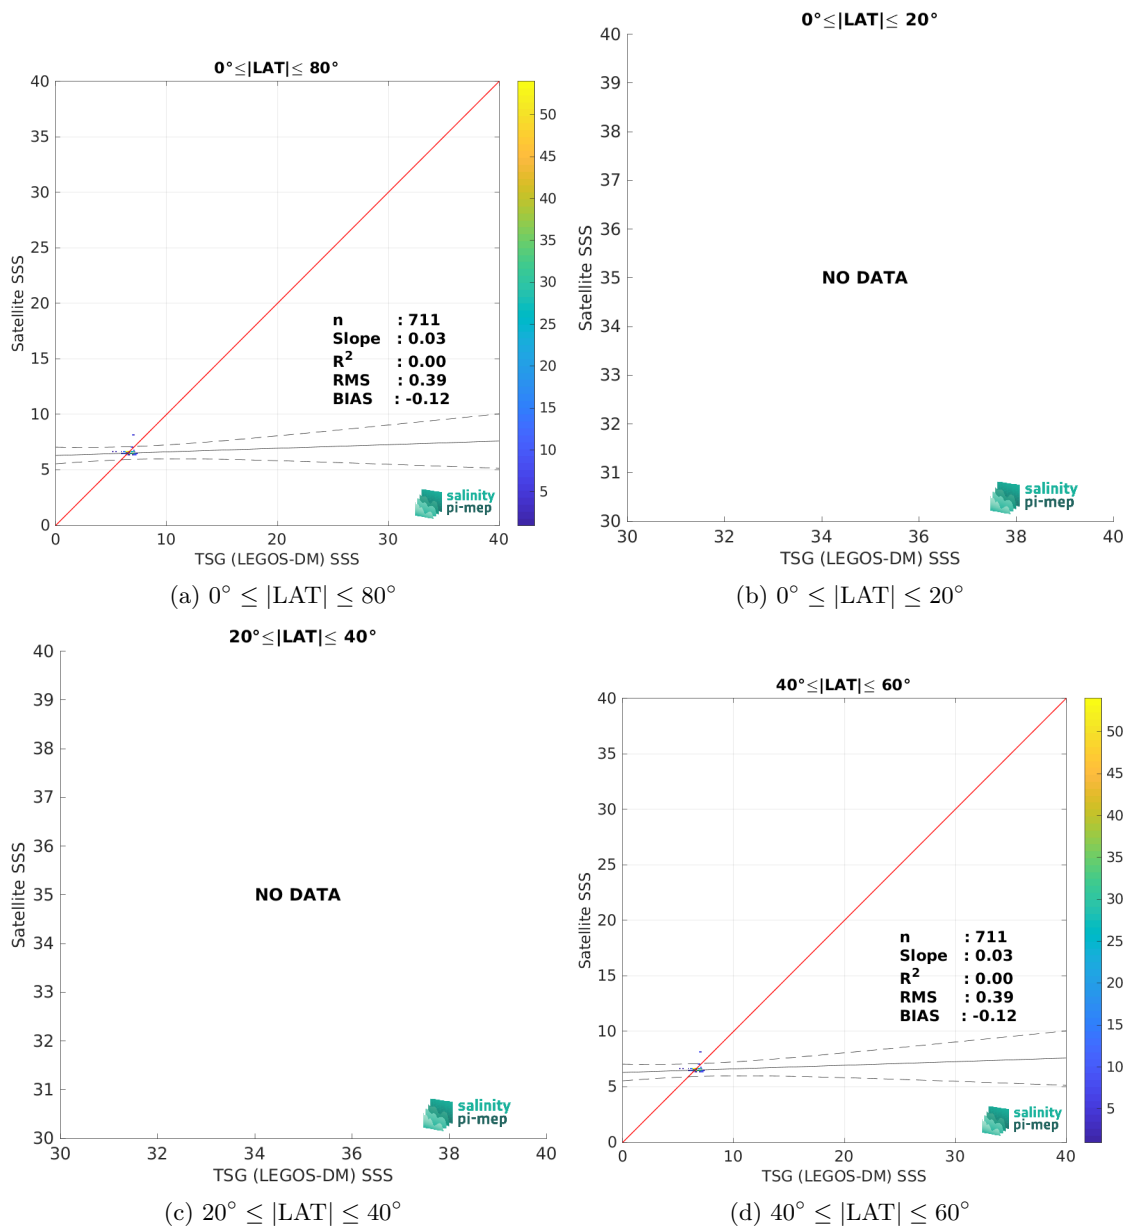 0°≤|LAT|≤ 80°
40
35
30
25
20
15
10
5
0
0
10
20
30
40
Satellite SSS
TSG (LEGOS-DM) SSS
n : 711
Slope : 0.03
R² : 0.00
RMS : 0.39
BIAS : -0.12
salinity
pi-mep
50
45
40
35
30
25
20
15
10
5
(a) 0° ≤ |LAT| ≤ 80°
0°≤|LAT|≤ 20°
40
39
38
37
36
35
34
33
32
31
30
30
32
34
36
38
40
Satellite SSS
TSG (LEGOS-DM) SSS
NO DATA
salinity
pi-mep
(b) 0° ≤ |LAT| ≤ 20°
20°≤|LAT|≤ 40°
40
39
38
37
36
35
34
33
32
31
30
30
32
34
36
38
40
Satellite SSS
TSG (LEGOS-DM) SSS
NO DATA
salinity
pi-mep
(c) 20° ≤ |LAT| ≤ 40°
40°≤|LAT|≤ 60°
40
35
30
25
20
15
10
5
0
0
10
20
30
40
Satellite SSS
TSG (LEGOS-DM) SSS
n : 711
Slope : 0.03
R² : 0.00
RMS : 0.39
BIAS : -0.12
salinity
pi-mep
50
45
40
35
30
25
20
15
10
5
(d) 40° ≤ |LAT| ≤ 60°